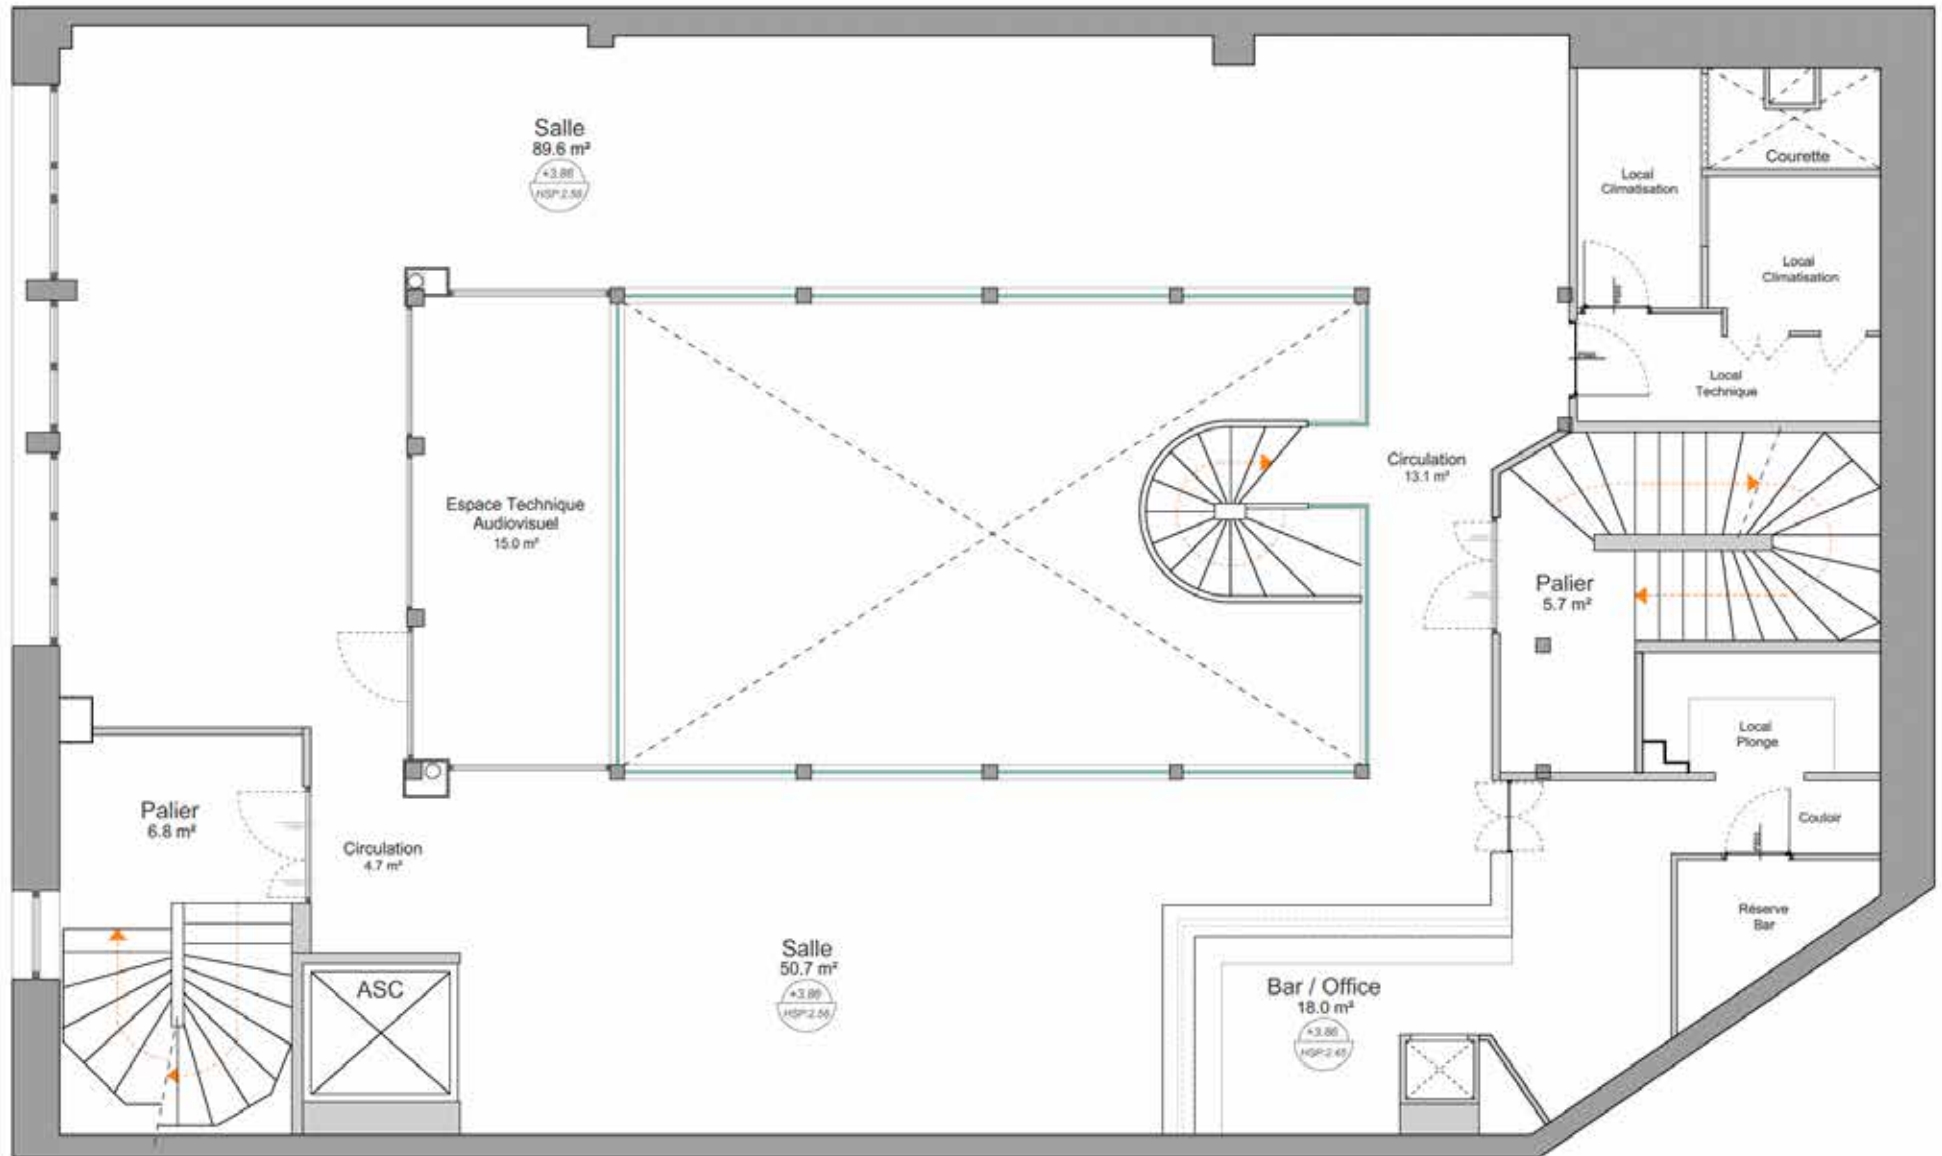 Salle
89.6 m²
+3.86
HSP:2.56
Local
Climatisation
Courette
Local
Climatisation
Local
Technique
Circulation
13.1 m²
Espace Technique
Audiovisuel
15.0 m²
Palier
5.7 m²
Local
Plonge
Palier
6.8 m²
Circulation
4.7 m²
Couloir
Réserve
Bar
Salle
50.7 m²
+3.86
HSP:2.56
ASC
Bar / Office
18.0 m²
+3.86
HSP:2.45